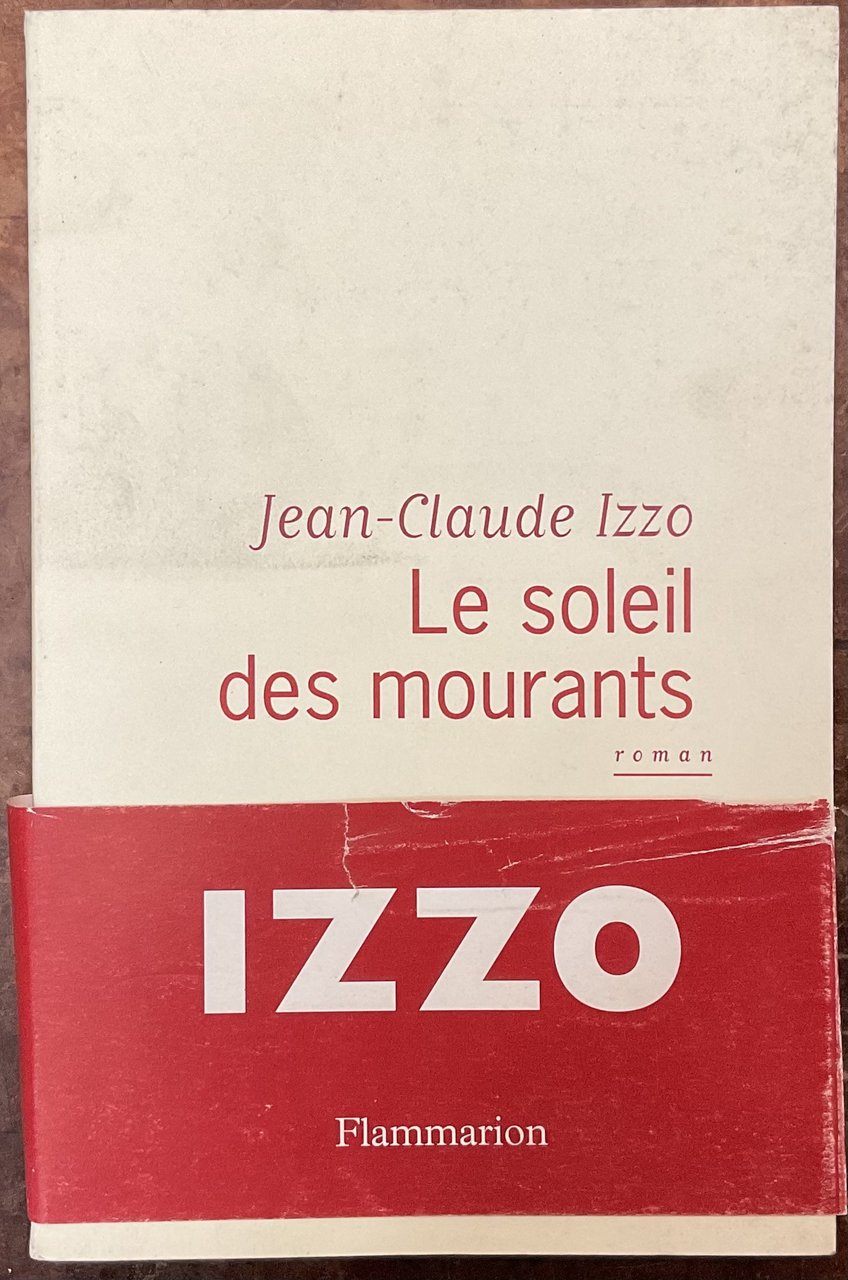 Jean-Claude Izzo
Le soleil
des mourants
roman
IZZO
Flammarion